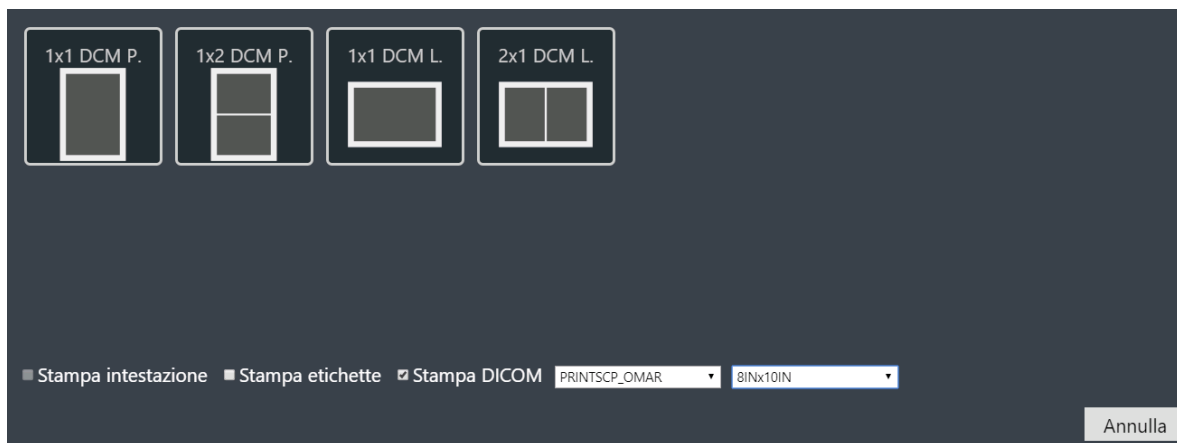 1x1 DCM P. 1x2 DCM P. 1x1 DCM L. 2x1 DCM L.
Stampa intestazione Stampa etichette Stampa DICOM PRINTSCP_OMAR 8INx10IN
Annulla